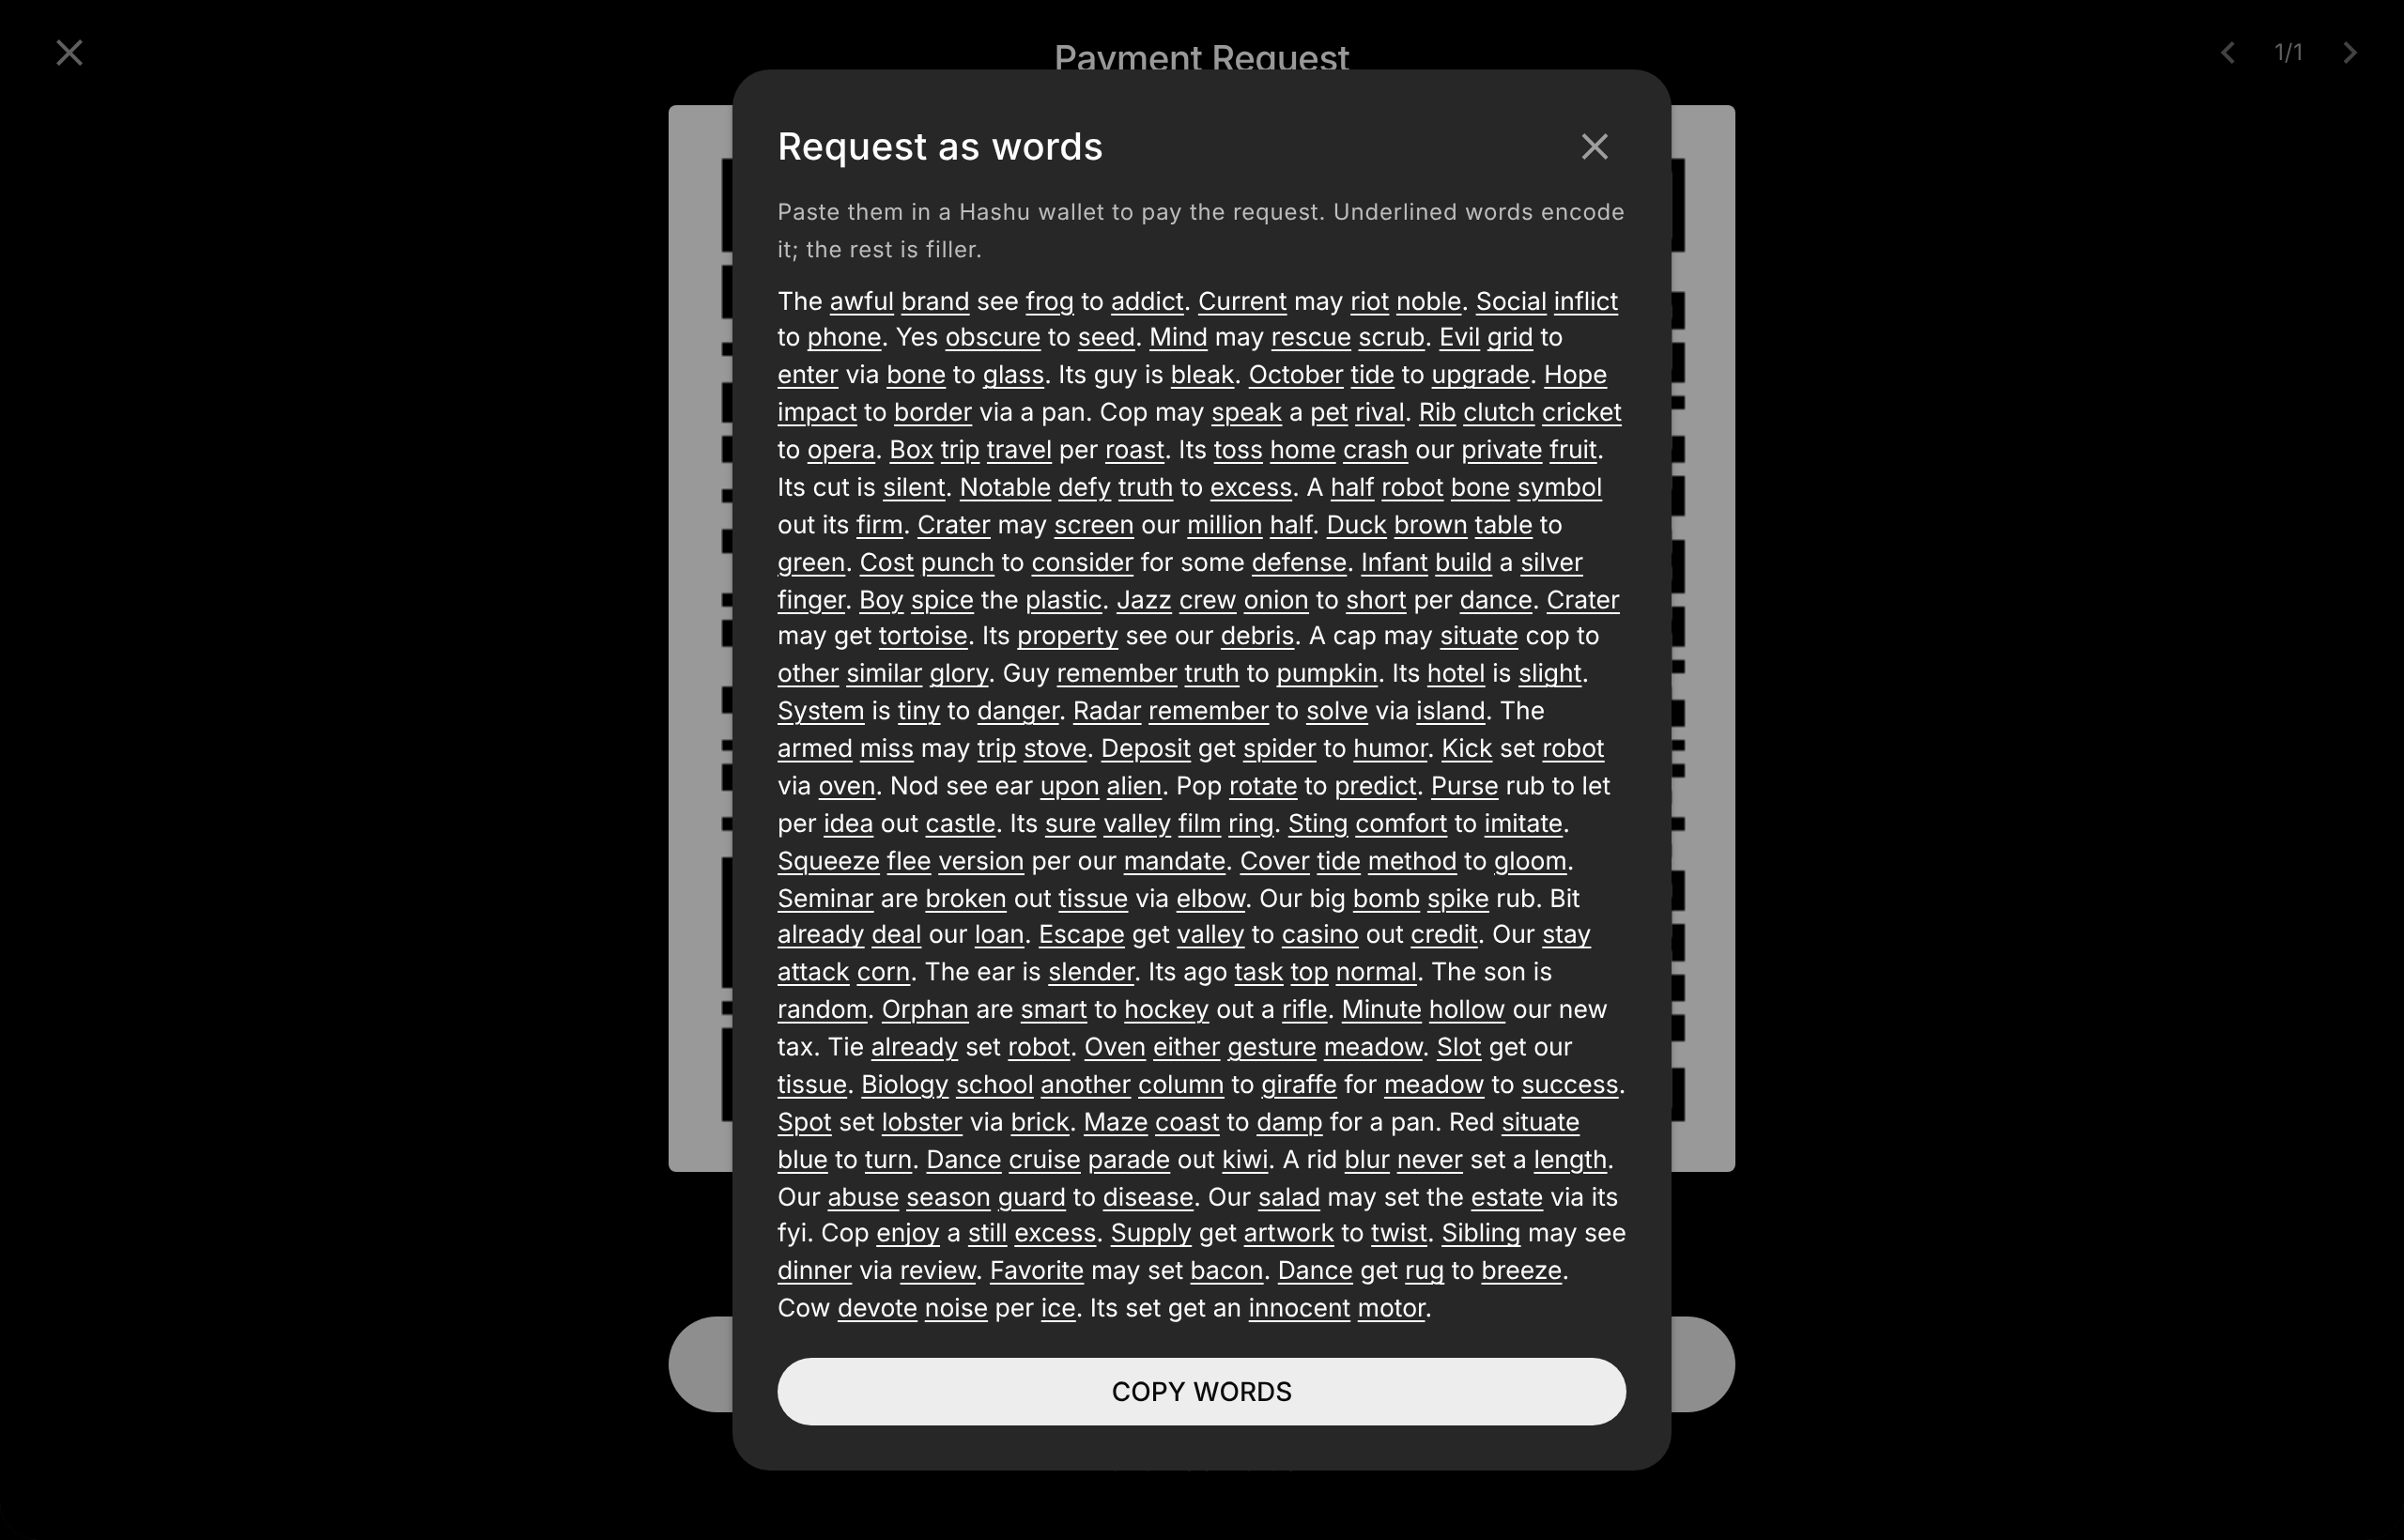 Payment Request
1/1
Request as words
Paste them in a Hashu wallet to pay the request. Underlined words encode
it; the rest is filler.
The awful brand see frog to addict. Current may riot noble. Social inflict
to phone. Yes obscure to seed. Mind may rescue scrub. Evil grid to
enter via bone to glass. Its guy is bleak. October tide to upgrade. Hope
impact to border via a pan. Cop may speak a pet rival. Rib clutch cricket
to opera. Box trip travel per roast. Its toss home crash our private fruit.
Its cut is silent. Notable defy truth to excess. A half robot bone symbol
out its firm. Crater may screen our million half. Duck brown table to
green. Cost punch to consider for some defense. Infant build a silver
finger. Boy spice the plastic. Jazz crew onion to short per dance. Crater
may get tortoise. Its property see our debris. A cap may situate cop to
other similar glory. Guy remember truth to pumpkin. Its hotel is slight.
System is tiny to danger. Radar remember to solve via island. The
armed miss may trip stove. Deposit get spider to humor. Kick set robot
via oven. Nod see ear upon alien. Pop rotate to predict. Purse rub to let
per idea out castle. Its sure valley film ring. Sting comfort to imitate.
Squeeze flee version per our mandate. Cover tide method to gloom.
Seminar are broken out tissue via elbow. Our big bomb spike rub. Bit
already deal our loan. Escape get valley to casino out credit. Our stay
attack corn. The ear is slender. Its ago task top normal. The son is
random. Orphan are smart to hockey out a rifle. Minute hollow our new
tax. Tie already set robot. Oven either gesture meadow. Slot get our
tissue. Biology school another column to giraffe for meadow to success.
Spot set lobster via brick. Maze coast to damp for a pan. Red situate
blue to turn. Dance cruise parade out kiwi. A rid blur never set a length.
Our abuse season guard to disease. Our salad may set the estate via its
fyi. Cop enjoy a still excess. Supply get artwork to twist. Sibling may see
dinner via review. Favorite may set bacon. Dance get rug to breeze.
Cow devote noise per ice. Its set get an innocent motor.
COPY WORDS